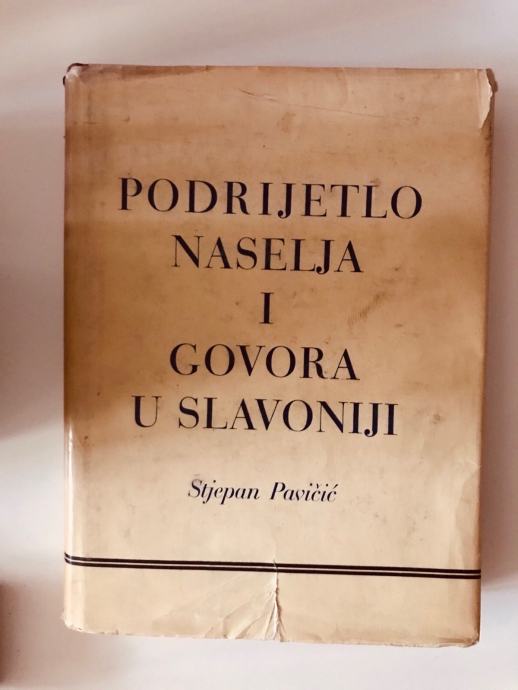 PODRIJETLO
NASELJA
I
GOVORA
U SLAVONIJI
Stjepan Pavičić